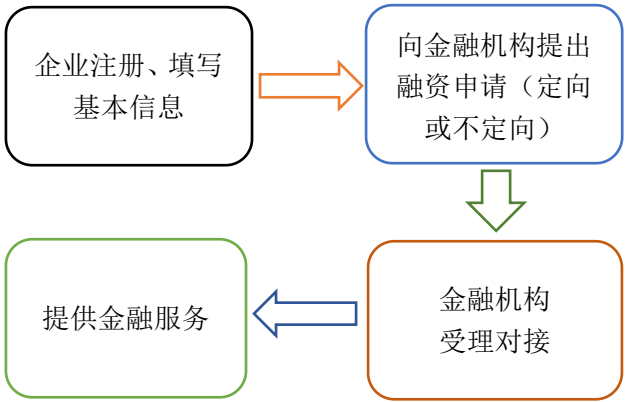 企业注册、填写
基本信息
向金融机构提出
融资申请（定向
或不定向）
金融机构
受理对接
提供金融服务